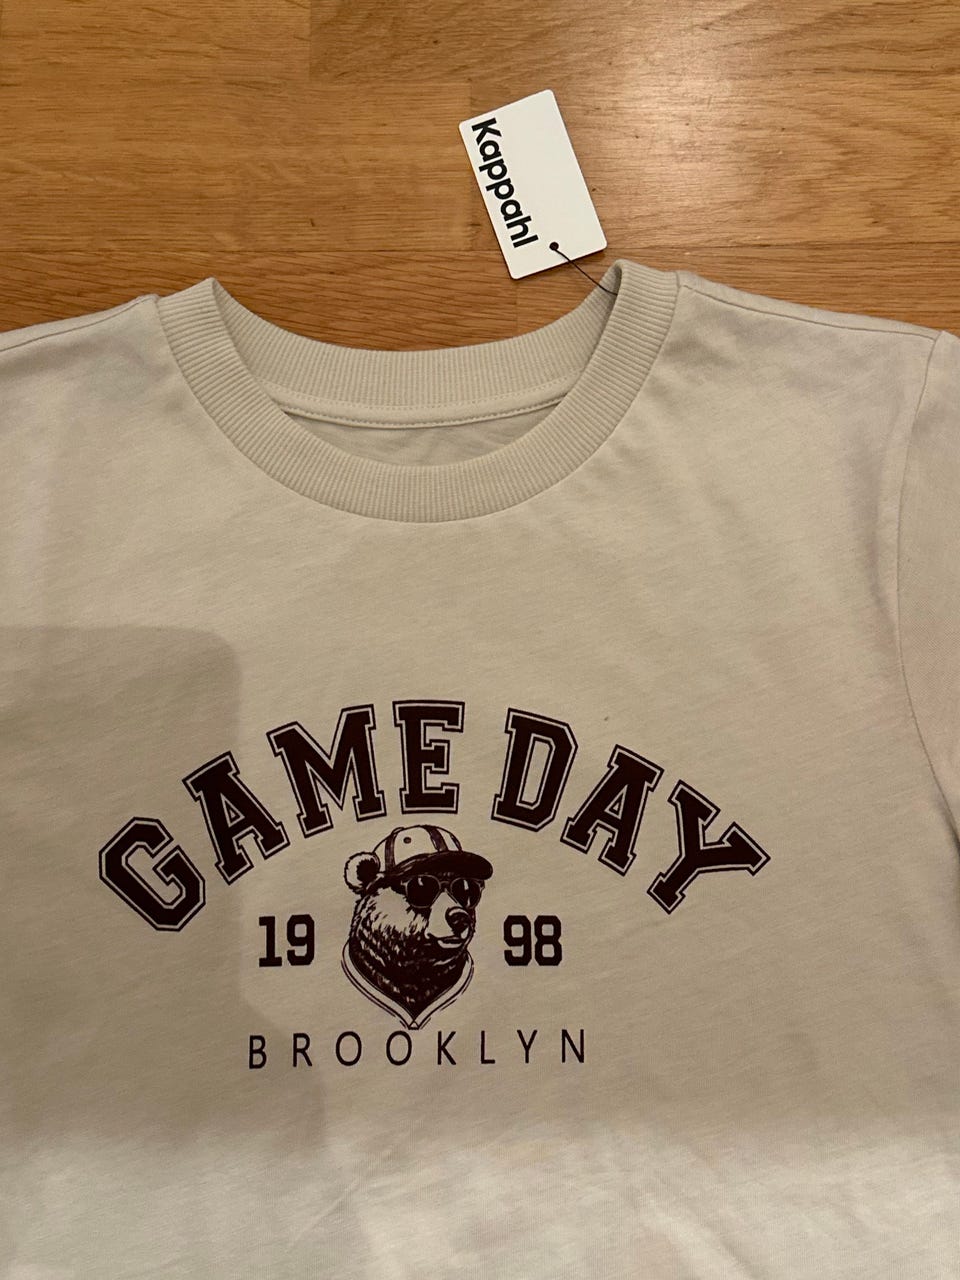 Kappahl
GAME DAY
19 98
BROOKLYN